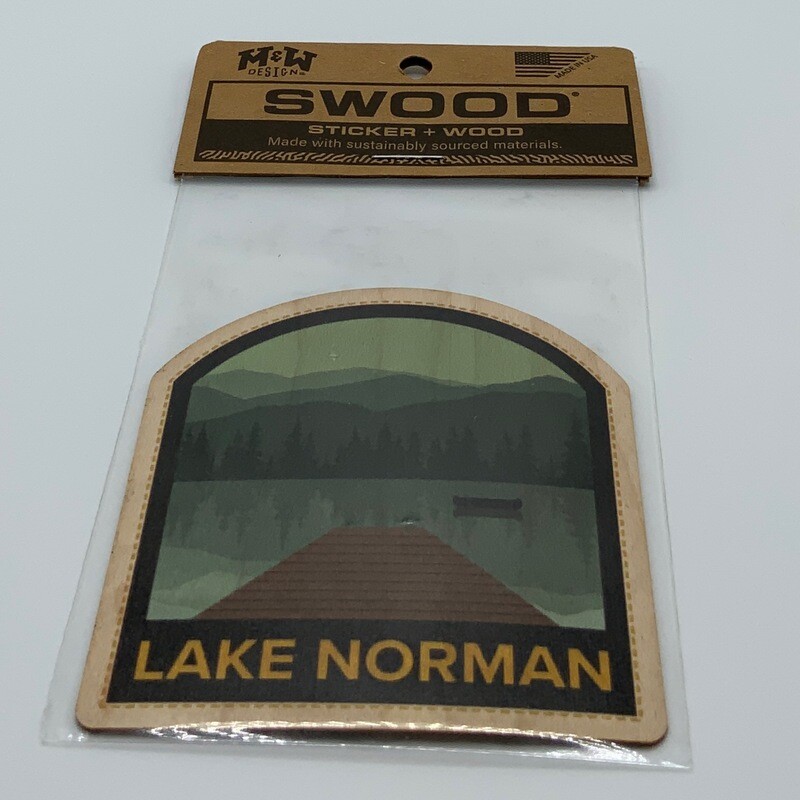 M&W
DESIGN
MADE IN USA
SWOOD®
STICKER + WOOD
Made with sustainably sourced materials.
LAKE NORMAN